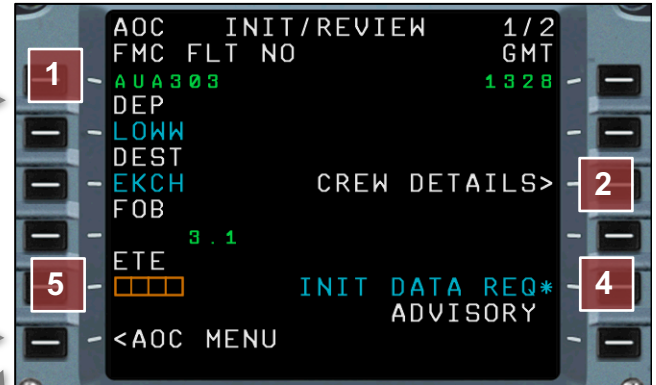 AOC INIT/REVIEW 1/2
FMC FLT NO GMT
1 AUA303 1328
DEP
LOWW
DEST
EKCH CREW DETAILS> 2
FOB
3.1
ETE
5 INIT DATA REQ* 4
ADVISORY
<AOC MENU